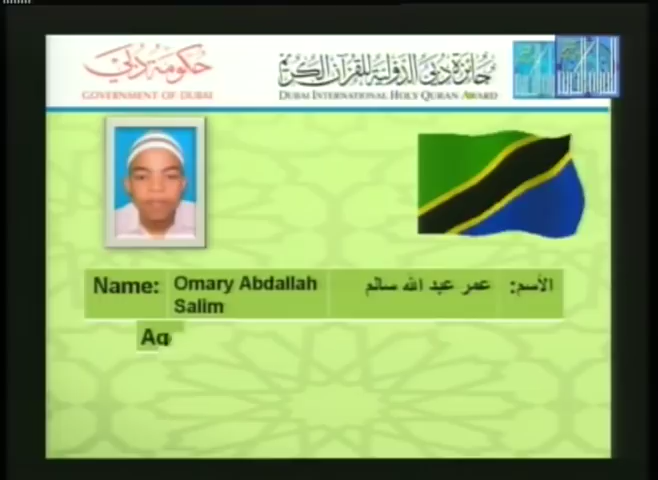 حكومة دبي
GOVERNMENT OF DUBAI
جائزة دبي الدولية للقرآن الكريم
DUBAI INTERNATIONAL HOLY QURAN AWARD
Name: Omary Abdallah Salim
الأسم: عمر عبد الله سالم
Ag